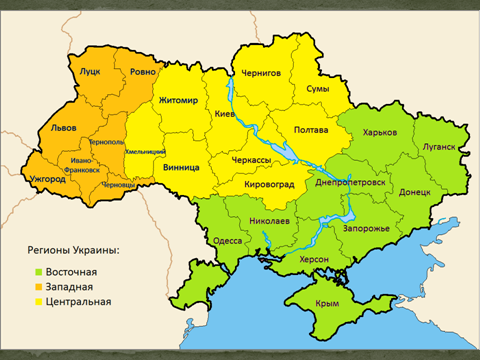 Луцк
Ровно
Чернигов
Сумы
Житомир
Киев
Львов
Тернополь
Хмельницкий
Полтава
Харьков
Луганск
Ивано-
Франковск
Ужгород
Черновцы
Винница
Черкассы
Кировоград
Днепропетровск
Донецк
Николаев
Запорожье
Одесса
Херсон
Крым
Регионы Украины:
Восточная
Западная
Центральная